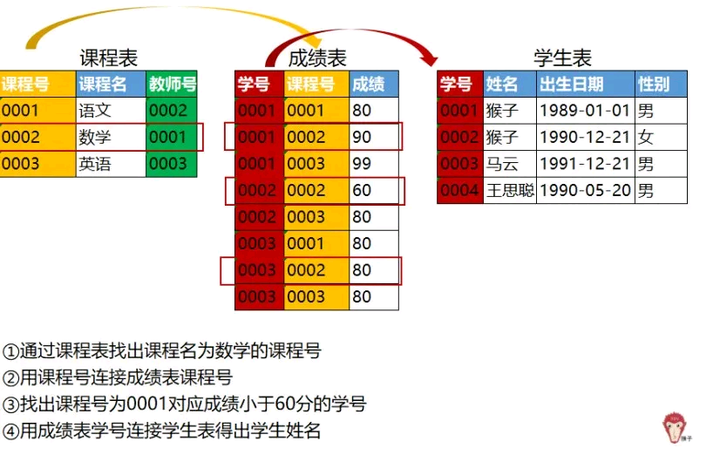 课程表 成绩表 学生表
课程号 课程名 教师号 学号 课程号 成绩 学号 姓名 出生日期 性别
0001 语文 0002 0001 0001 80 0001 猴子 1989-01-01 男
0002 数学 0001 0001 0002 90 0002 猴子 1990-12-21 女
0003 英语 0003 0001 0003 99 0003 马云 1991-12-21 男
0002 0002 60 0004 王思聪 1990-05-20 男
0002 0003 80
0003 0001 80
0003 0002 80
0003 0003 80
①通过课程表找出课程名为数学的课程号
②用课程号连接成绩表课程号
③找出课程号为0001对应成绩小于60分的学号
④用成绩表学号连接学生表得出学生姓名
猴子